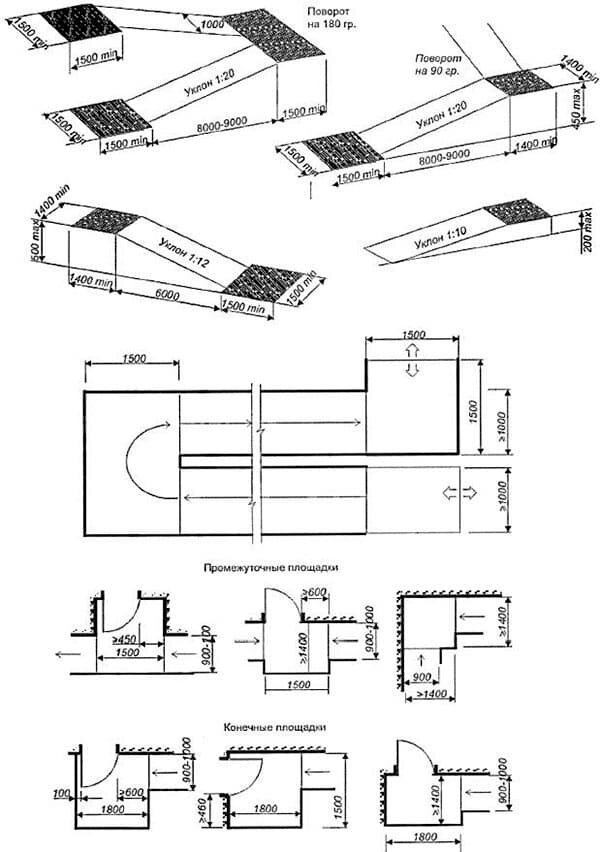 Поворот
на 180 гр.
1000
1500 min
1500 min
Уклон 1:20
1500 min
1500 min
8000-9000
1500 min
Поворот
на 90 гр.
1400 min
450 max
Уклон 1:20
1500 min
1500 min
8000-9000
1400 min
1400 min
600 max
Уклон 1:12
1400 min
6000
1500 min
1500 min
Уклон 1:10
200 max
1500
1500
1500
≥1000
≥1000
Промежуточные площадки
≥450
1500
900-100
≥600
≥1400
900-1000
1500
≥1400
900
≥1400
Конечные площадки
100
≥600
1800
900-1000
≥460
1800
1500
≥1400
900-1000
1800